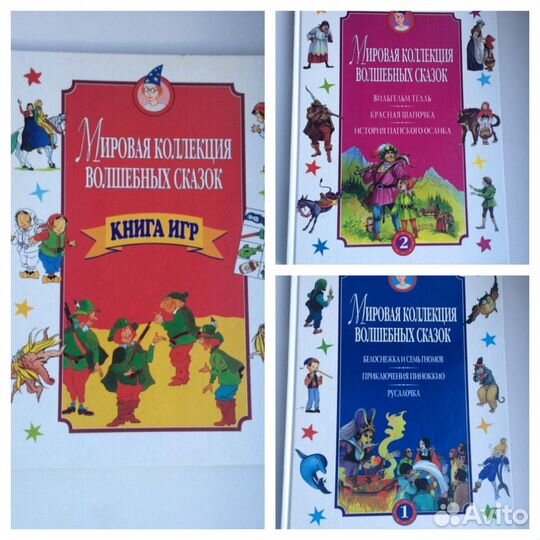 Мировая коллекция
волшебных сказок
КНИГА ИГР
Мировая коллекция
волшебных сказок
ВИЛЬГЕЛЬМ ТЕЛЛЬ
КРАСНАЯ ШАПОЧКА
ИСТОРИЯ ПАПСКОГО ОСЛИКА
2
Мировая коллекция
волшебных сказок
БЕЛОСНЕЖКА И СЕМЬ ГНОМОВ
ПРИКЛЮЧЕНИЯ ПИНОККИО
РУСАЛОЧКА
1
Avito